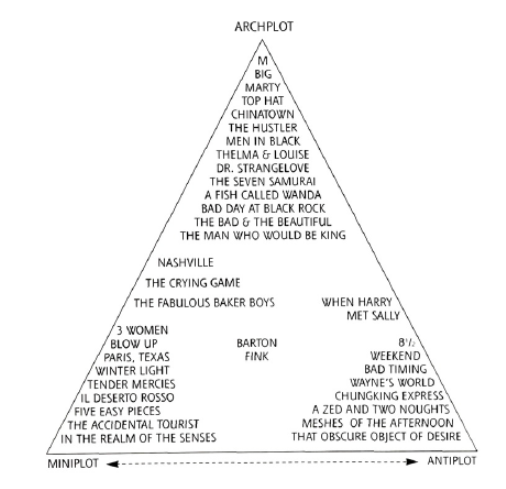 ARCHPLOT
M
BIG
MARTY
TOP HAT
CHINATOWN
THE HUSTLER
MEN IN BLACK
THELMA & LOUISE
DR. STRANGELOVE
THE SEVEN SAMURAI
A FISH CALLED WANDA
BAD DAY AT BLACK ROCK
THE BAD & THE BEAUTIFUL
THE MAN WHO WOULD BE KING
NASHVILLE
THE CRYING GAME
THE FABULOUS BAKER BOYS
WHEN HARRY
MET SALLY
3 WOMEN
BLOW UP
PARIS, TEXAS
WINTER LIGHT
TENDER MERCIES
IL DESERTO ROSSO
FIVE EASY PIECES
THE ACCIDENTAL TOURIST
IN THE REALM OF THE SENSES
BARTON
FINK
8½
WEEKEND
BAD TIMING
WAYNE'S WORLD
CHUNGKING EXPRESS
A ZED AND TWO NOUGHTS
MESHES OF THE AFTERNOON
THAT OBSCURE OBJECT OF DESIRE
MINIPLOT
ANTIPLOT